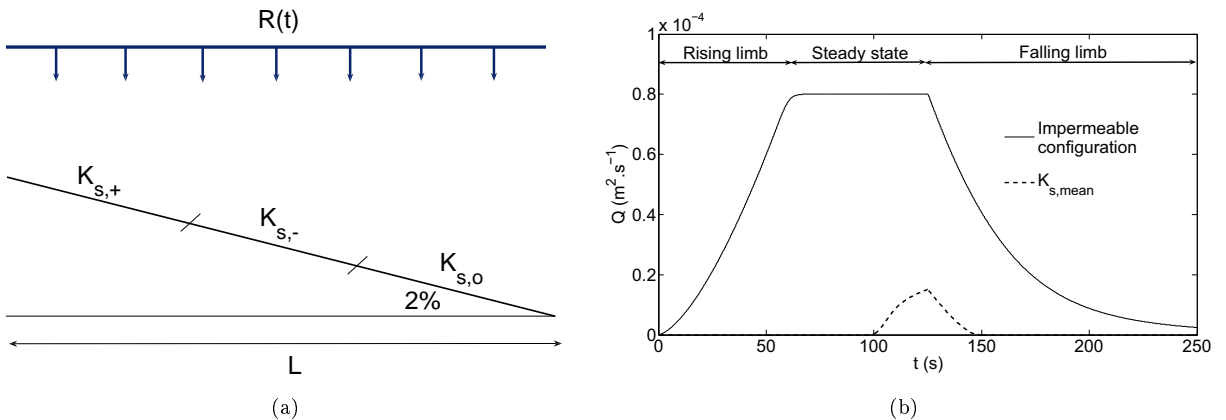 R(t)
K_{s,+}
K_{s,-}
K_{s,o}
2%
L
(a)
x 10^{-4}
1
Rising limb
Steady state
Falling limb
0.8
Impermeable
configuration
K_{s,mean}
0.6
0.4
0.2
0
Q (m^2.s^{-1})
0
50
100
150
200
250
t (s)
(b)